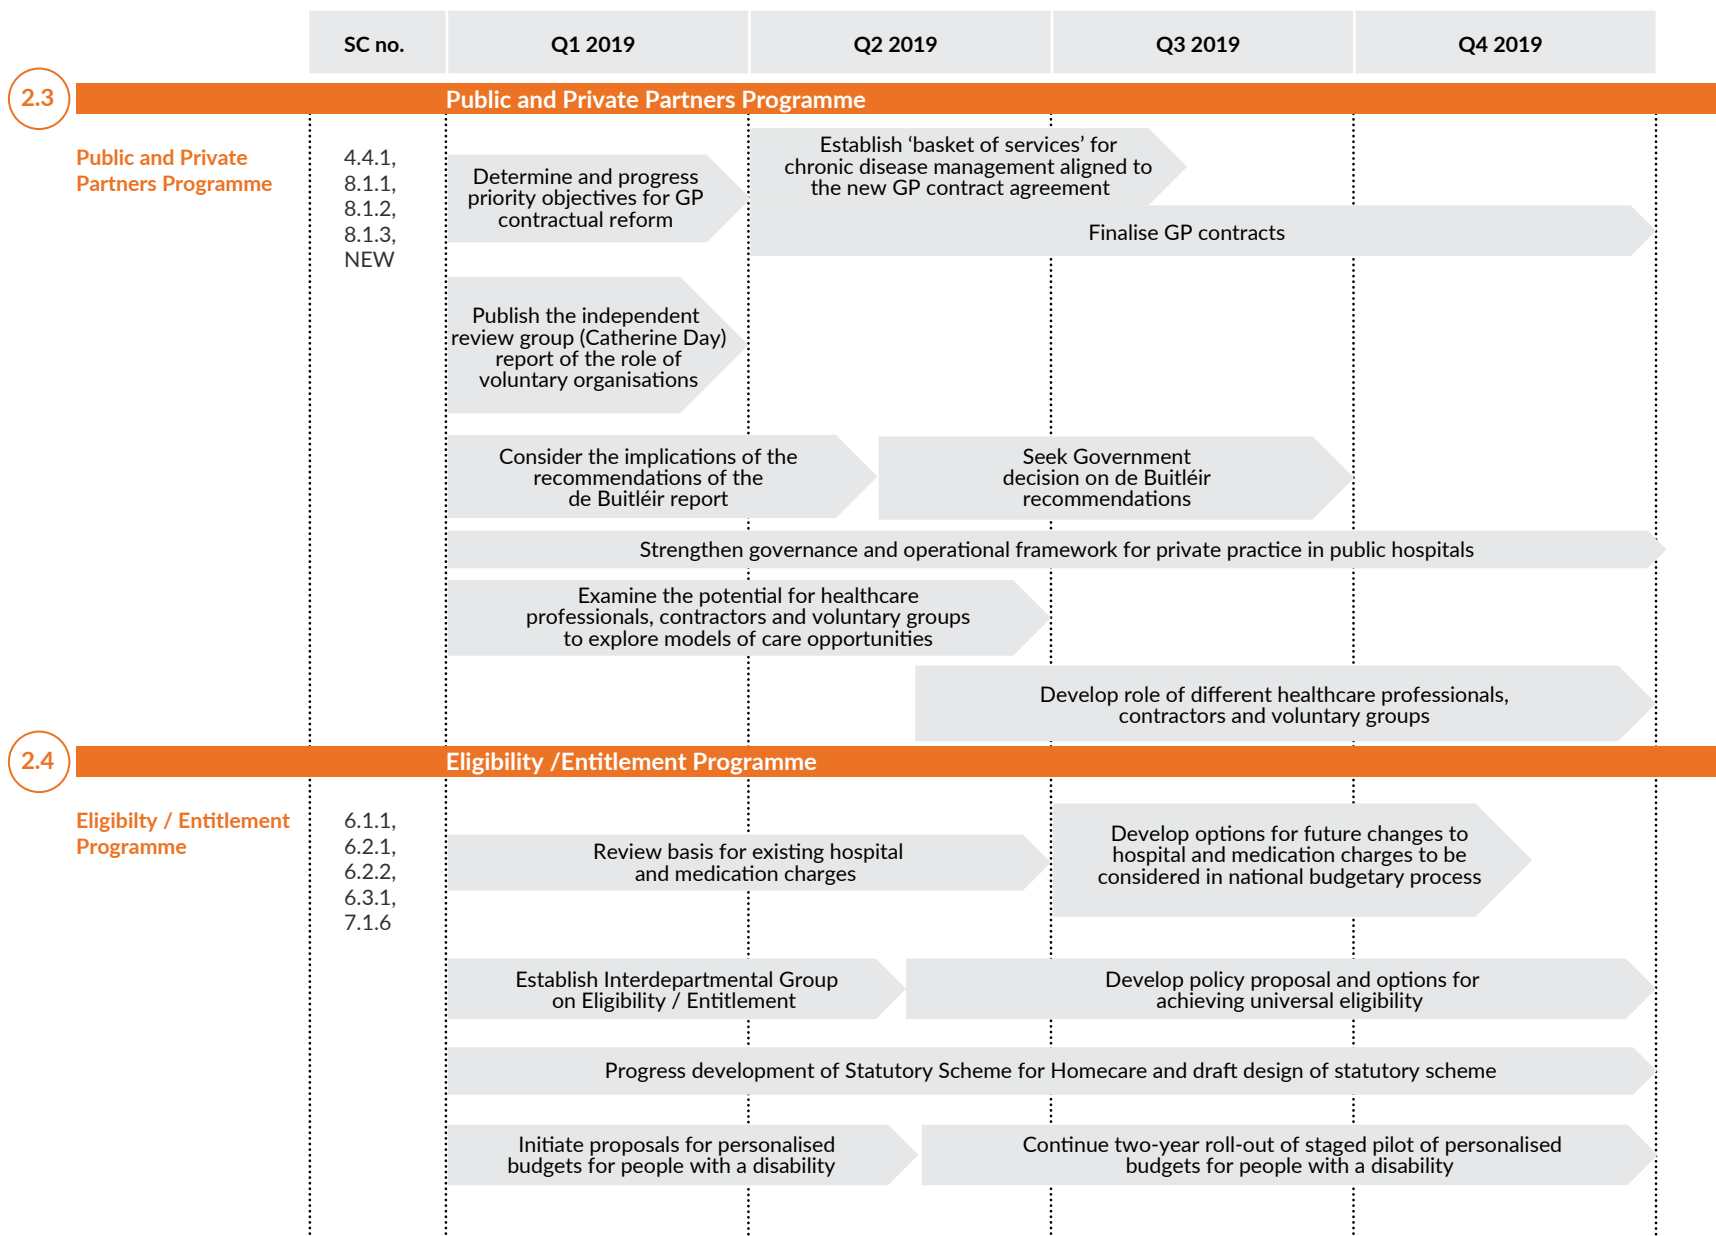 SC no.
Q1 2019
Q2 2019
Q3 2019
Q4 2019
2.3
Public and Private Partners Programme
Public and Private
Partners Programme
4.4.1,
8.1.1,
8.1.2,
8.1.3,
NEW
Determine and progress
priority objectives for GP
contractual reform
Establish ‘basket of services’ for
chronic disease management aligned to
the new GP contract agreement
Finalise GP contracts
Publish the independent
review group (Catherine Day)
report of the role of
voluntary organisations
Consider the implications of the
recommendations of the
de Buitléir report
Seek Government
decision on de Buitléir
recommendations
Strengthen governance and operational framework for private practice in public hospitals
Examine the potential for healthcare
professionals, contractors and voluntary groups
to explore models of care opportunities
Develop role of different healthcare professionals,
contractors and voluntary groups
2.4
Eligibility /Entitlement Programme
Eligibilty / Entitlement
Programme
6.1.1,
6.2.1,
6.2.2,
6.3.1,
7.1.6
Review basis for existing hospital
and medication charges
Develop options for future changes to
hospital and medication charges to be
considered in national budgetary process
Establish Interdepartmental Group
on Eligibility / Entitlement
Develop policy proposal and options for
achieving universal eligibility
Progress development of Statutory Scheme for Homecare and draft design of statutory scheme
Initiate proposals for personalised
budgets for people with a disability
Continue two-year roll-out of staged pilot of personalised
budgets for people with a disability